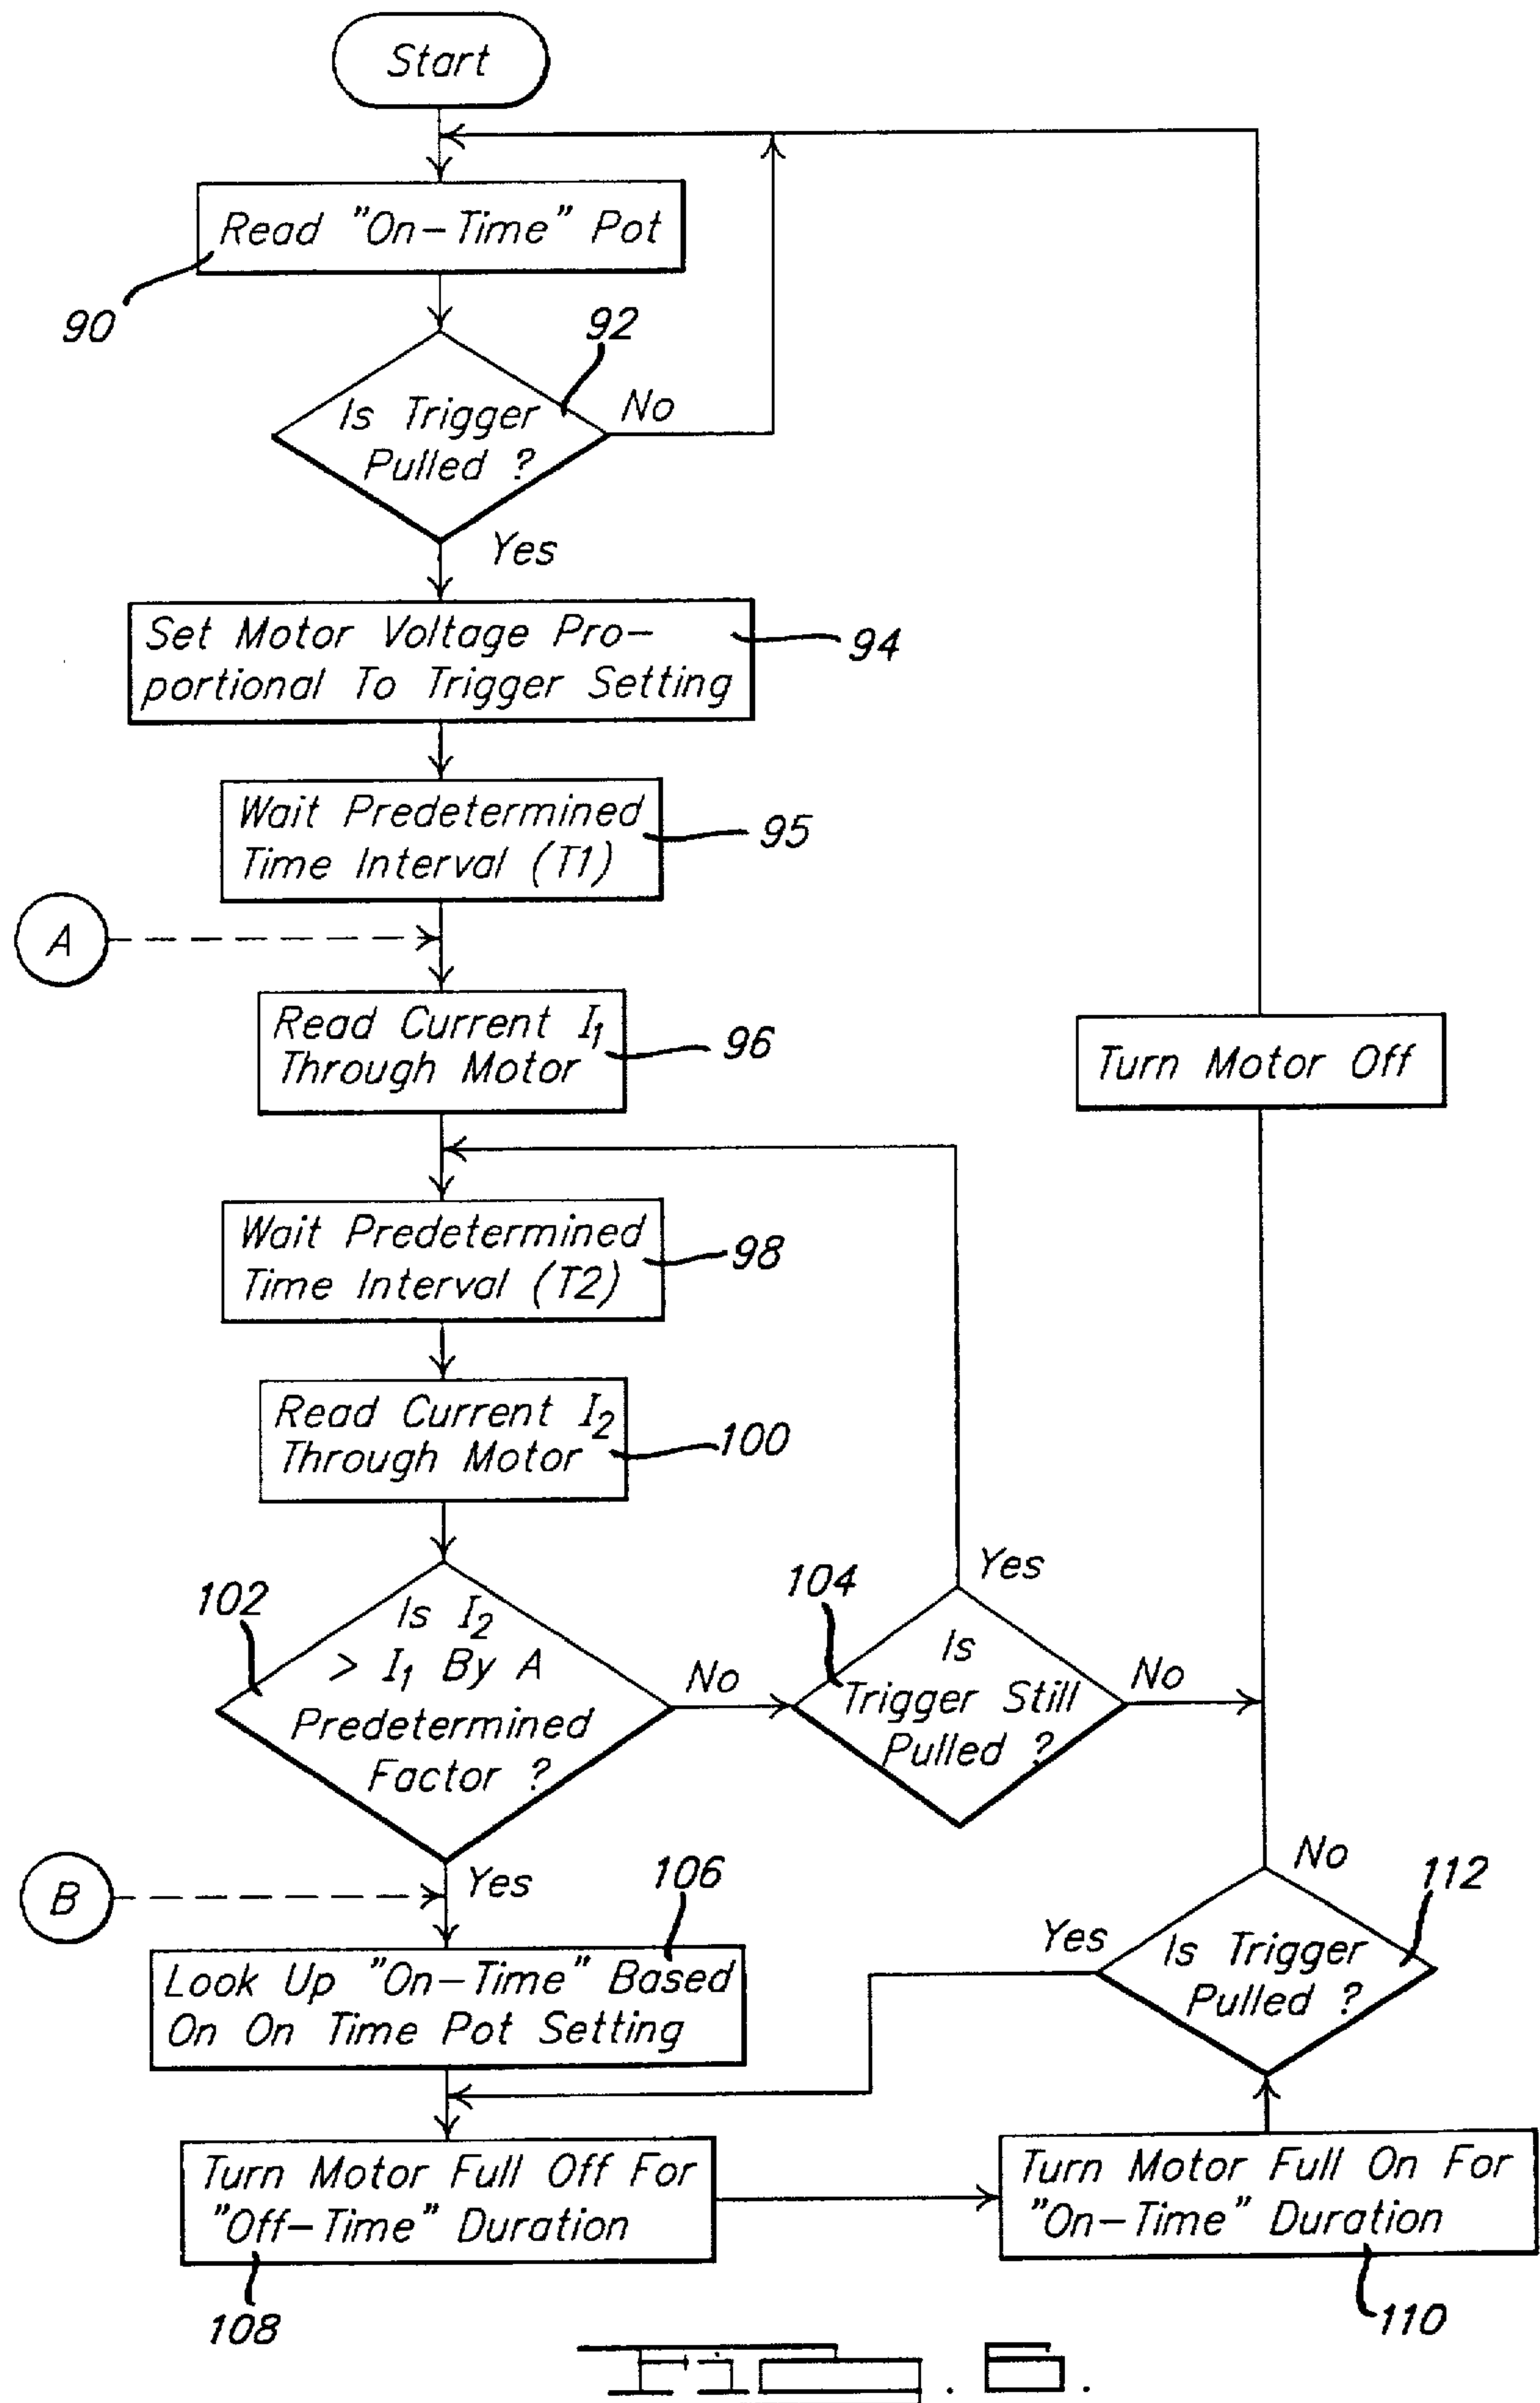 Start
Read "On-Time" Pot
90
92
Is Trigger
Pulled ?
No
Yes
Set Motor Voltage Pro-
portional To Trigger Setting
94
Wait Predetermined
Time Interval (T1)
95
A
Read Current I₁
Through Motor
96
Turn Motor Off
Wait Predetermined
Time Interval (T2)
98
Read Current I₂
Through Motor
100
102
Is I₂
> I₁ By A
Predetermined
Factor ?
No
104
Yes
Is
Trigger Still
Pulled ?
No
B
Yes
106
Look Up "On-Time" Based
On On Time Pot Setting
No
112
Yes
Is Trigger
Pulled ?
Turn Motor Full Off For
"Off-Time" Duration
108
Turn Motor Full On For
"On-Time" Duration
110